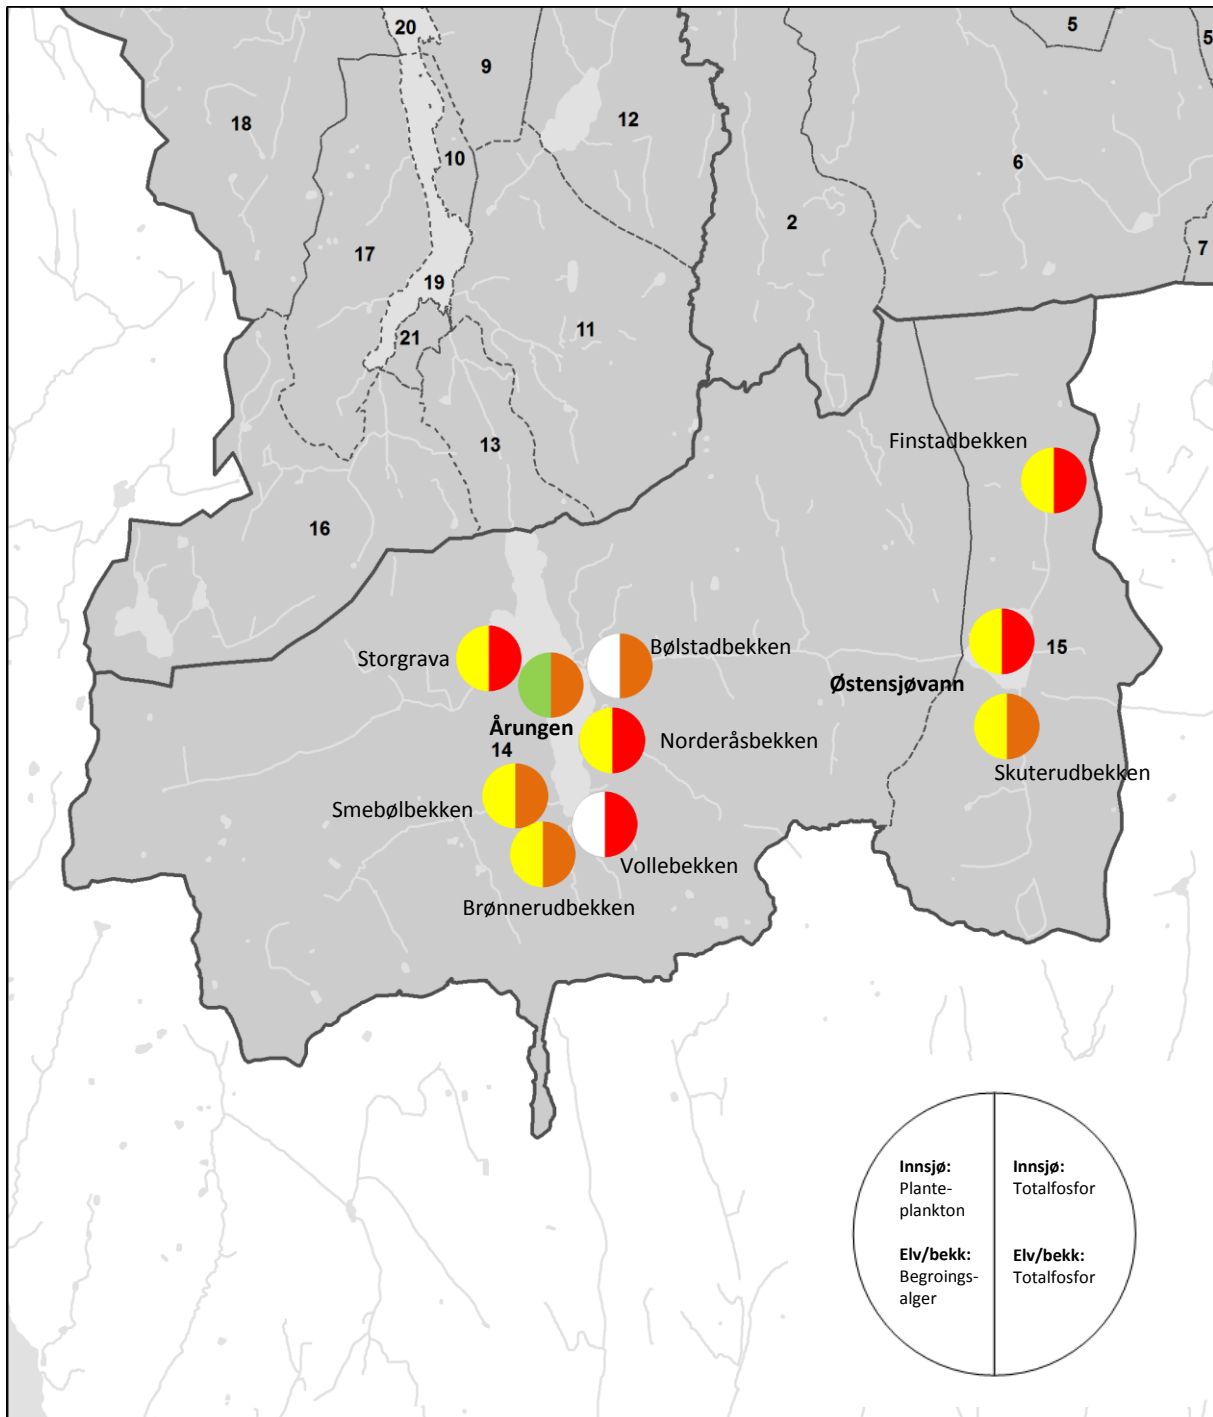 20
5
5
9
18
12
10
6
2
17
7
19
11
21
13
Finstadbekken
16
Storgrava
Bølstadbekken
15
Østensjøvann
Årungen
14
Norderåsbekken
Skuterudbekken
Smebølbekken
Vollebekken
Brønnerudbekken
Innsjø:
Plante-
plankton
Elv/bekk:
Begroings-
alger
Innsjø:
Totalfosfor
Elv/bekk:
Totalfosfor